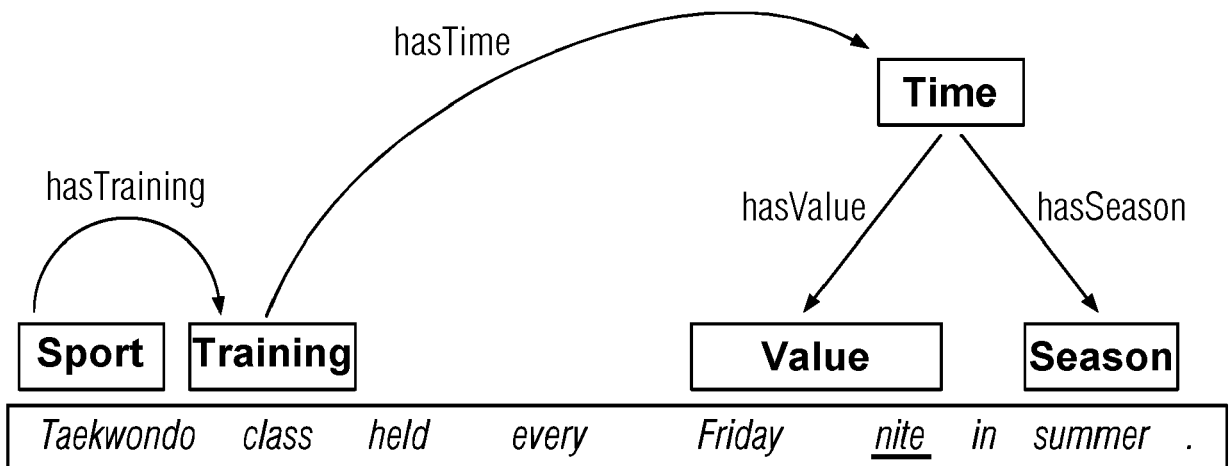 hasTime
Time
hasTraining
hasValue
hasSeason
Sport Training Value Season
Taekwondo class held every Friday nite in summer .